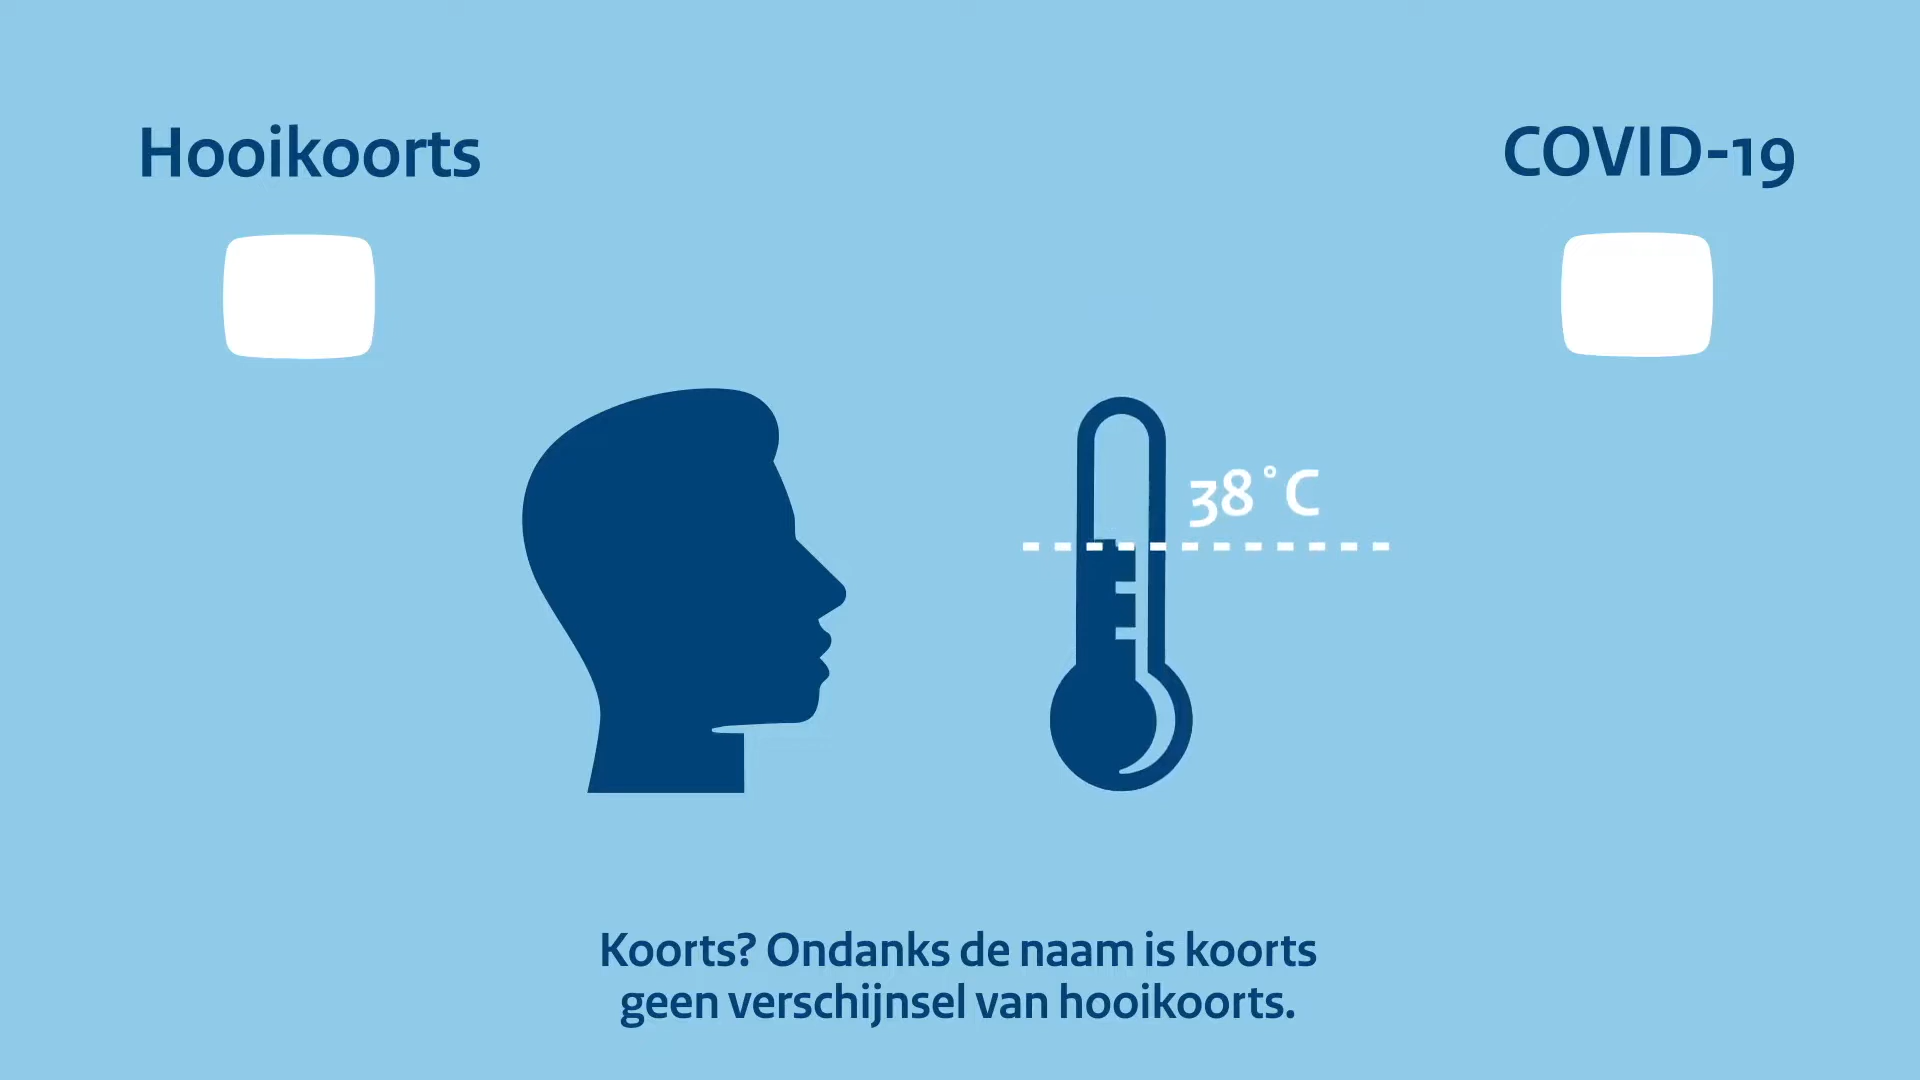 Hooikoorts
COVID-19
38°C
Koorts? Ondanks de naam is koorts
geen verschijnsel van hooikoorts.